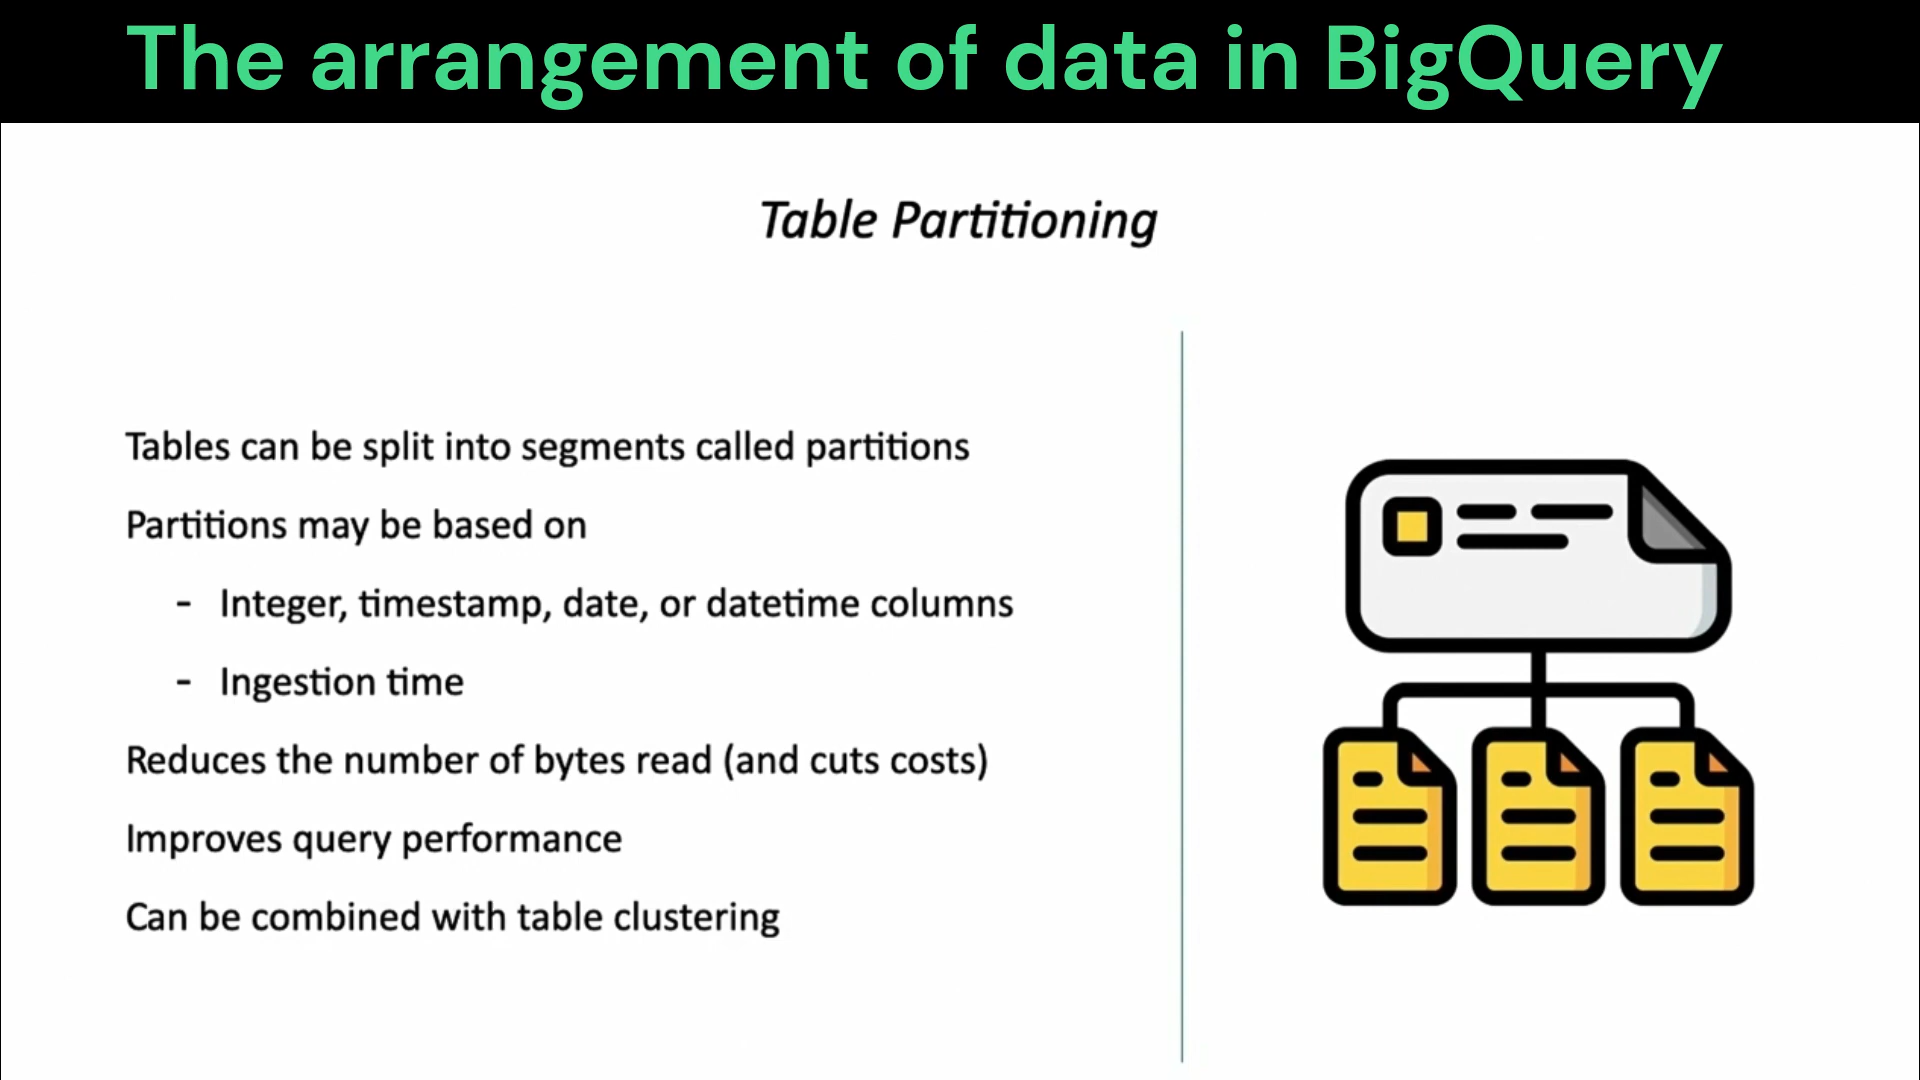 The arrangement of data in BigQuery
Table Partitioning
Tables can be split into segments called partitions
Partitions may be based on
- Integer, timestamp, date, or datetime columns
- Ingestion time
Reduces the number of bytes read (and cuts costs)
Improves query performance
Can be combined with table clustering